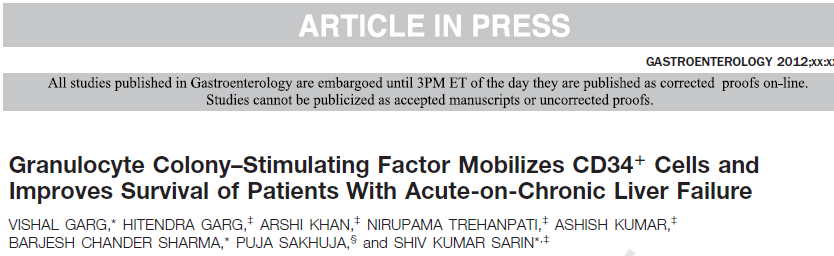 ARTICLE IN PRESS
GASTROENTEROLOGY 2012;xx:x
All studies published in Gastroenterology are embargoed until 3PM ET of the day they are published as corrected proofs on-line.
Studies cannot be publicized as accepted manuscripts or uncorrected proofs.
Granulocyte Colony–Stimulating Factor Mobilizes CD34⁺ Cells and
Improves Survival of Patients With Acute-on-Chronic Liver Failure
VISHAL GARG,* HITENDRA GARG,‡ ARSHI KHAN,‡ NIRUPAMA TREHANPATI,‡ ASHISH KUMAR,‡
BARJESH CHANDER SHARMA,* PUJA SAKHUJA,§ and SHIV KUMAR SARIN*,‡